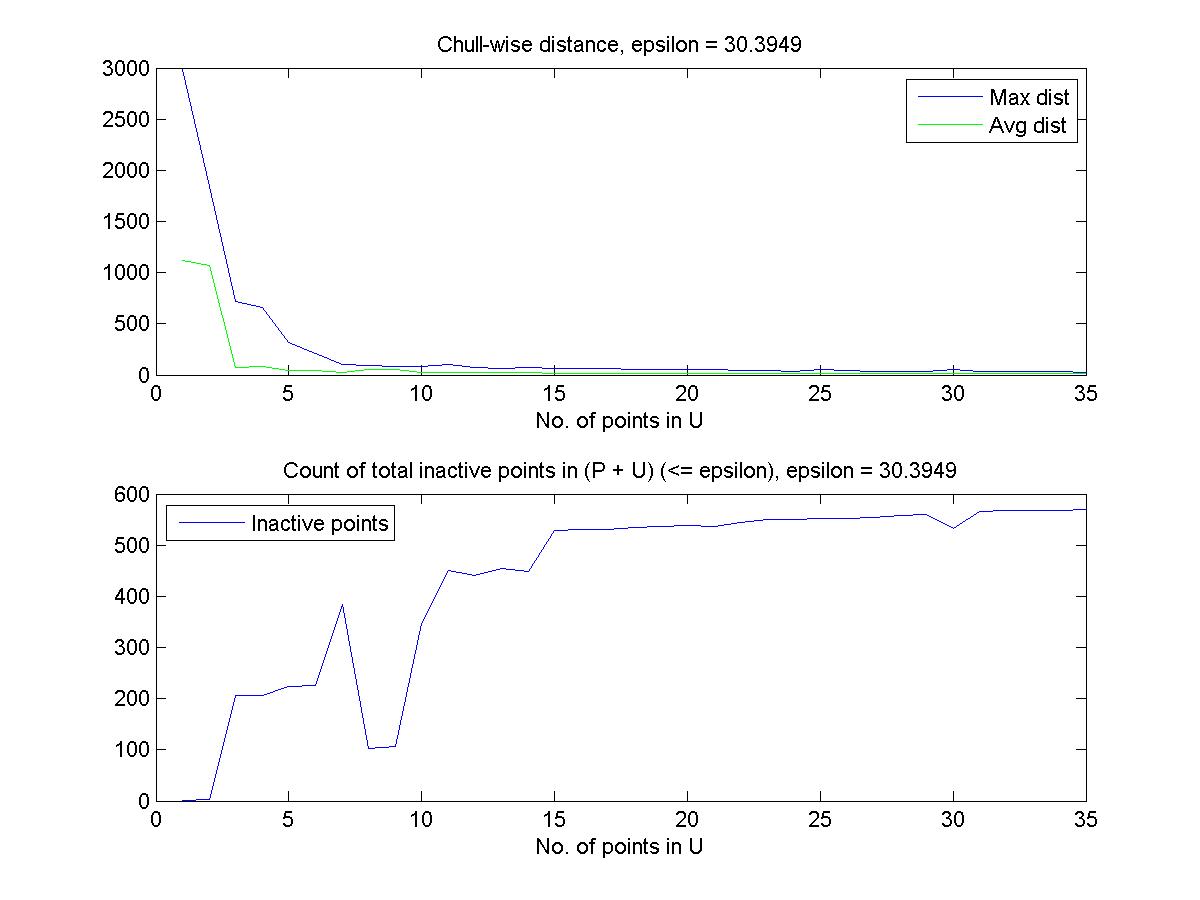 Chull-wise distance, epsilon = 30.3949
3000
2500
2000
1500
1000
500
0
Max dist
Avg dist
0 5 10 15 20 25 30 35
No. of points in U
Count of total inactive points in (P + U) (<= epsilon), epsilon = 30.3949
600
500
400
300
200
100
0
Inactive points
0 5 10 15 20 25 30 35
No. of points in U